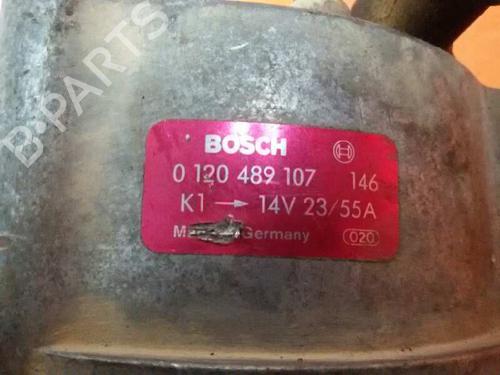 B-PARTS
BOSCH
0 120 489 107 146
K1 → 14V 23/55A
Germany 020